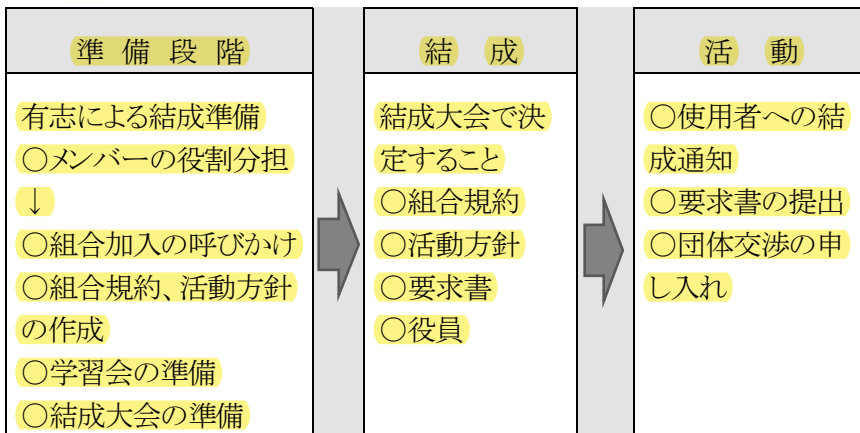 準備段階
有志による結成準備
○メンバーの役割分担
↓
○組合加入の呼びかけ
○組合規約、活動方針
の作成
○学習会の準備
○結成大会の準備
結成
結成大会で決
定すること
○組合規約
○活動方針
○要求書
○役員
活動
○使用者への結
成通知
○要求書の提出
○団体交渉の申
し入れ